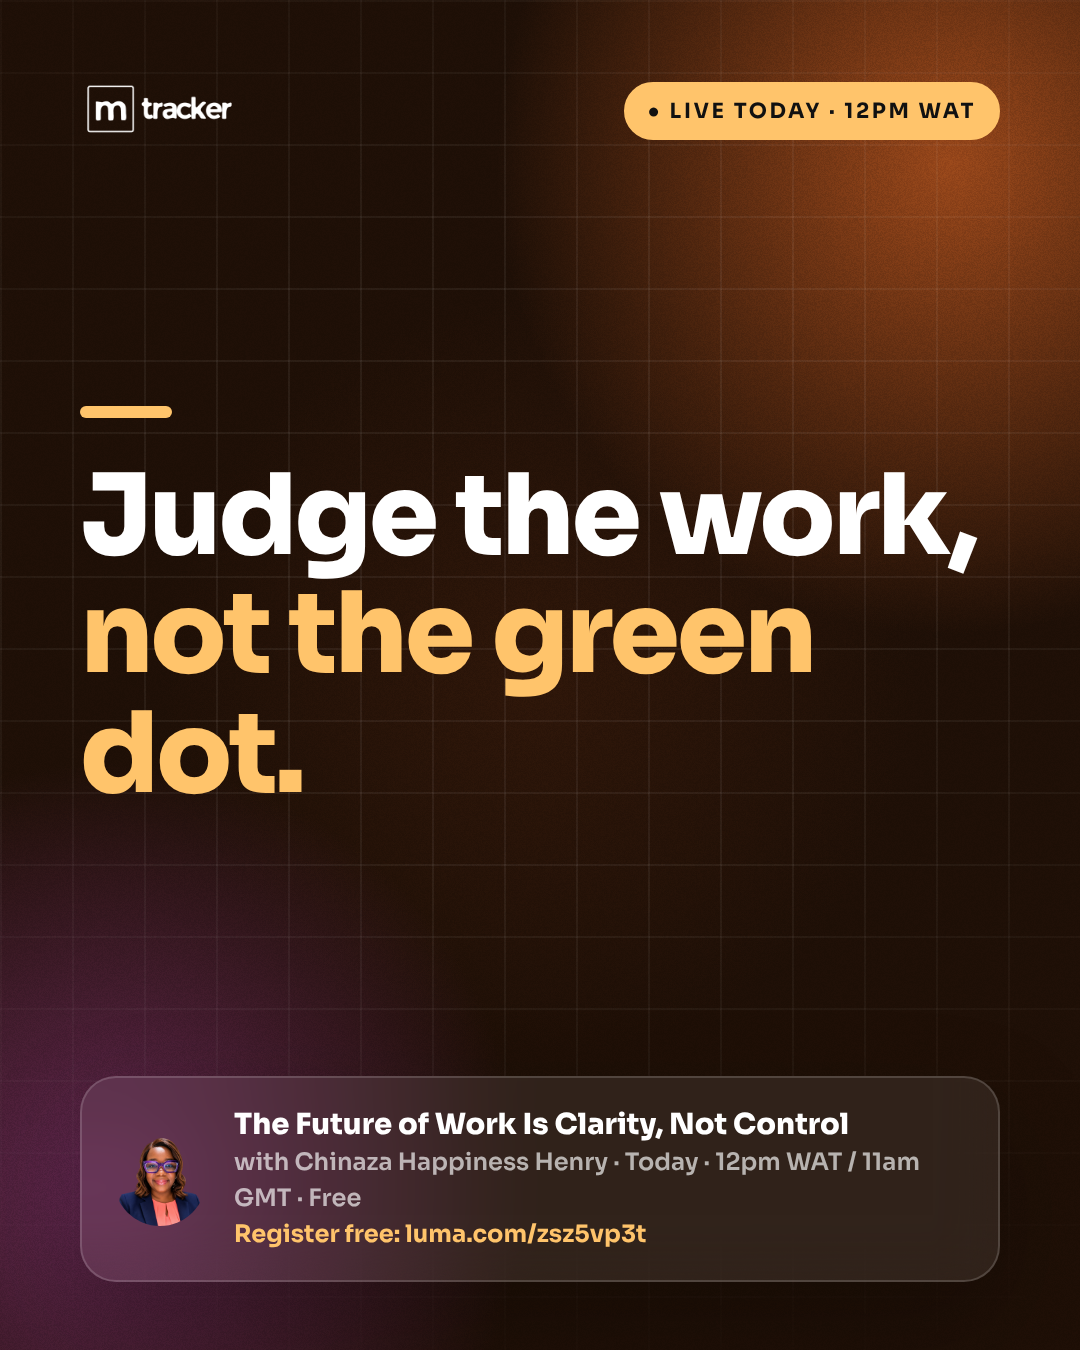 m tracker
• LIVE TODAY · 12PM WAT
Judge the work,
not the green
dot.
The Future of Work Is Clarity, Not Control
with Chinaza Happiness Henry · Today · 12pm WAT / 11am
GMT · Free
Register free: luma.com/zsz5vp3t